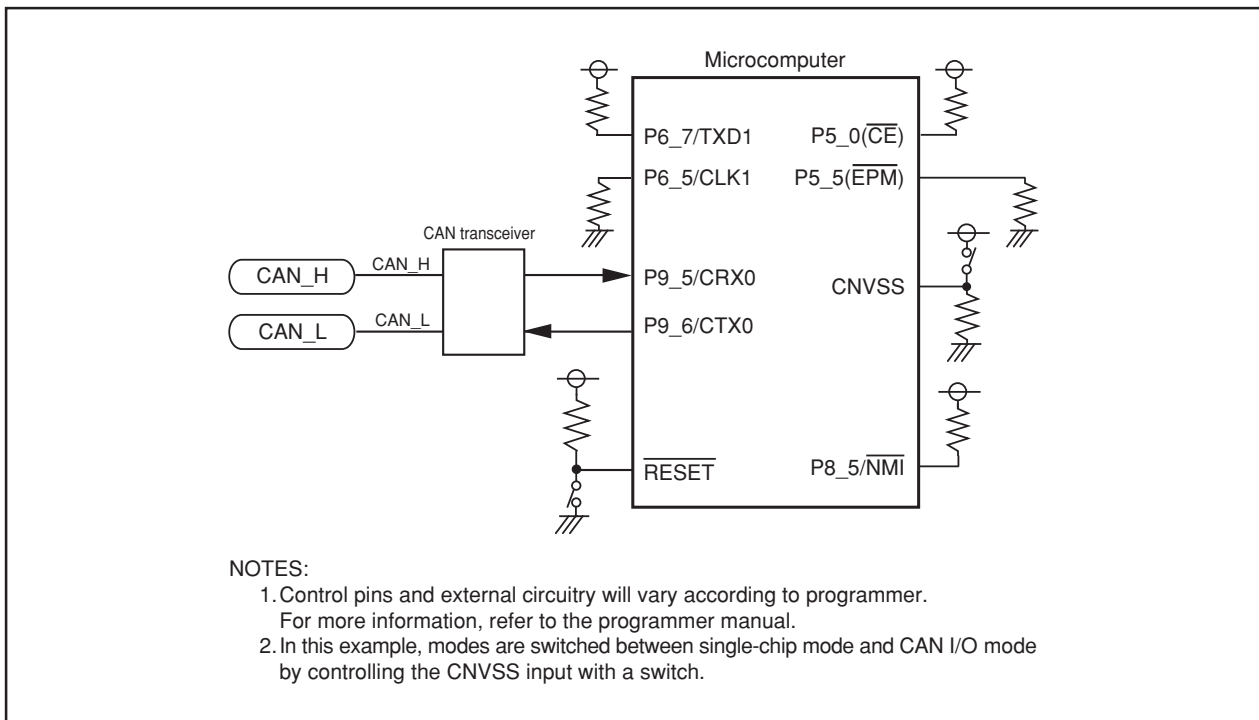 Microcomputer
P6_7/TXD1
P5_0(CE)
P6_5/CLK1
P5_5(EPM)
CAN transceiver
CAN_H
CAN_H
P9_5/CRX0
CNVSS
CAN_L
CAN_L
P9_6/CTX0
RESET
P8_5/NMI
NOTES:
1. Control pins and external circuitry will vary according to programmer.
For more information, refer to the programmer manual.
2. In this example, modes are switched between single-chip mode and CAN I/O mode
by controlling the CNVSS input with a switch.